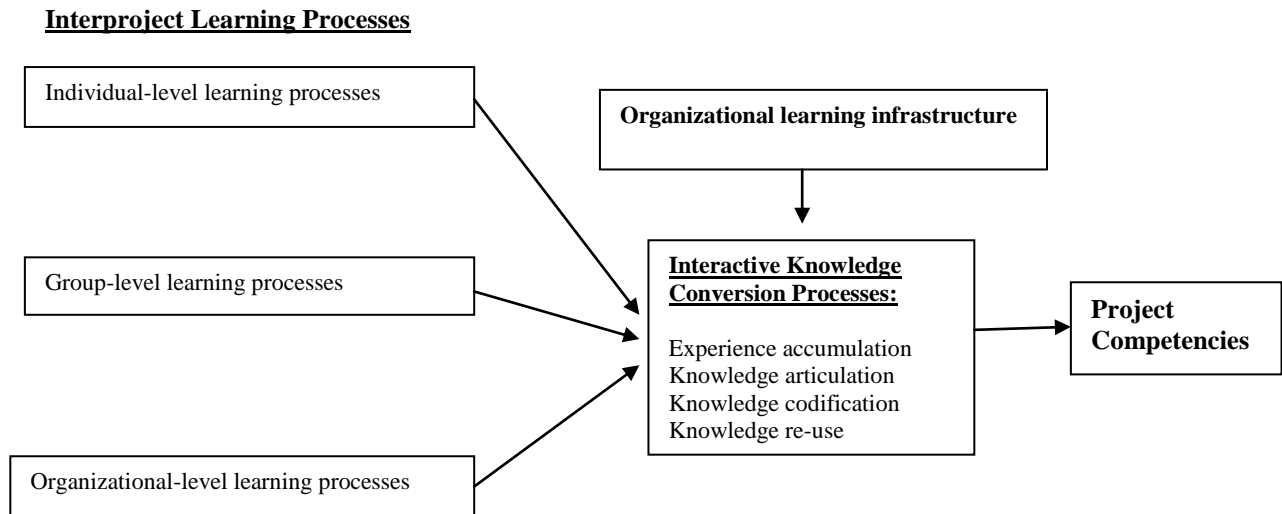 Interproject Learning Processes
Individual-level learning processes
Organizational learning infrastructure
Group-level learning processes
Interactive Knowledge
Conversion Processes:
Experience accumulation
Knowledge articulation
Knowledge codification
Knowledge re-use
Project
Competencies
Organizational-level learning processes